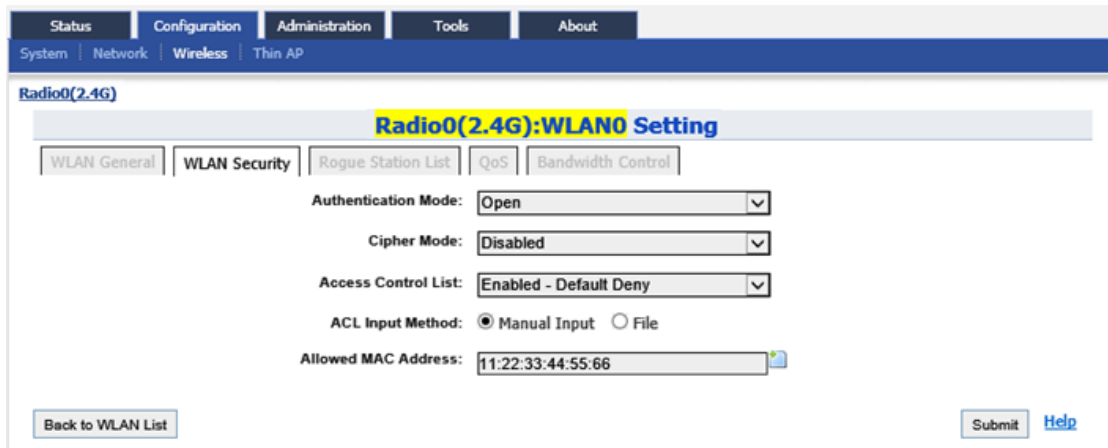 Status Configuration Administration Tools About
System Network Wireless Thin AP
Radio0(2.4G)
Radio0(2.4G):WLAN0 Setting
WLAN General WLAN Security Rogue Station List QoS Bandwidth Control
Authentication Mode: Open
Cipher Mode: Disabled
Access Control List: Enabled - Default Deny
ACL Input Method: Manual Input File
Allowed MAC Address: 11:22:33:44:55:66
Back to WLAN List Submit Help